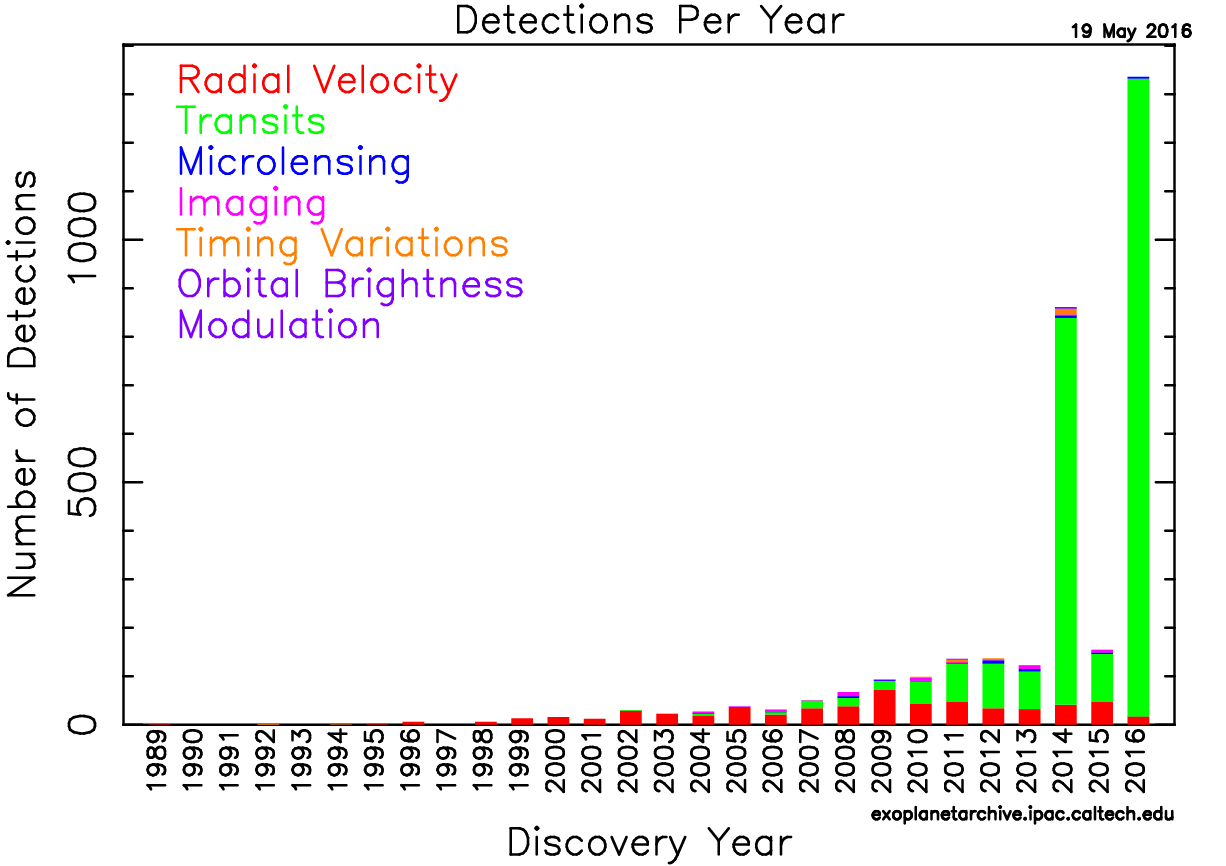 Detections Per Year
19 May 2016
Radial Velocity
Transits
Microlensing
Imaging
Timing Variations
Orbital Brightness
Modulation
Number of Detections
1000
500
0
1989 1990 1991 1992 1993 1994 1995 1996 1997 1998 1999 2000 2001 2002 2003 2004 2005 2006 2007 2008 2009 2010 2011 2012 2013 2014 2015 2016
exoplanetarchive.ipac.caltech.edu
Discovery Year